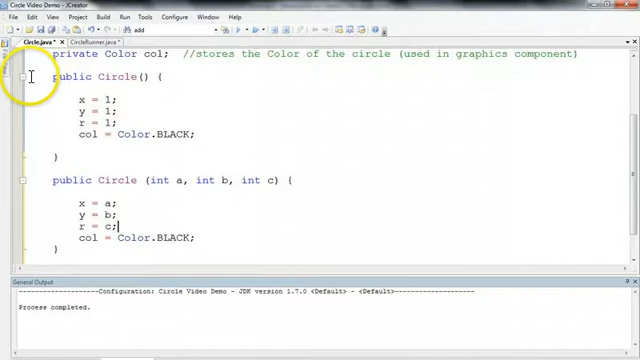 Circle Video Demo - JCreator
File Edit View Project Build Run Tools Configure Window Help
Circle.java * CircleRunner.java *
private Color col; //stores the Color of the circle (used in graphics component)
public Circle() {
x = 1;
y = 1;
r = 1;
col = Color.BLACK;
}
public Circle (int a, int b, int c) {
x = a;
y = b;
r = c;
col = Color.BLACK;
}
General Output
--------------------Configuration: Circle Video Demo - JDK version 1.7.0 <Default> - <Default>--------------------
Process completed.